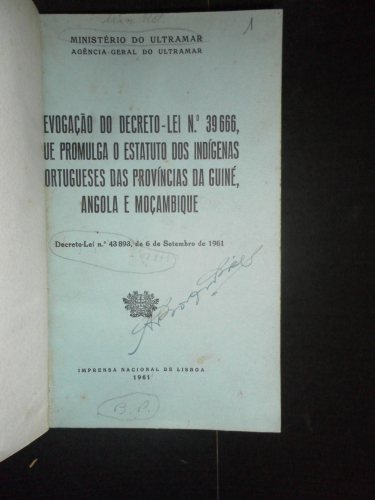 1
MINISTÉRIO DO ULTRAMAR
AGÊNCIA-GERAL DO ULTRAMAR
EVOGAÇÃO DO DECRETO-LEI N.º 39 666,
UE PROMULGA O ESTATUTO DOS INDÍGENAS
ORTUGUESES DAS PROVÍNCIAS DA GUINÉ,
ANGOLA E MOÇAMBIQUE
Decreto-Lei n.º 43 893, de 6 de Setembro de 1961
IMPRENSA NACIONAL DE LISBOA
1961
B. P.